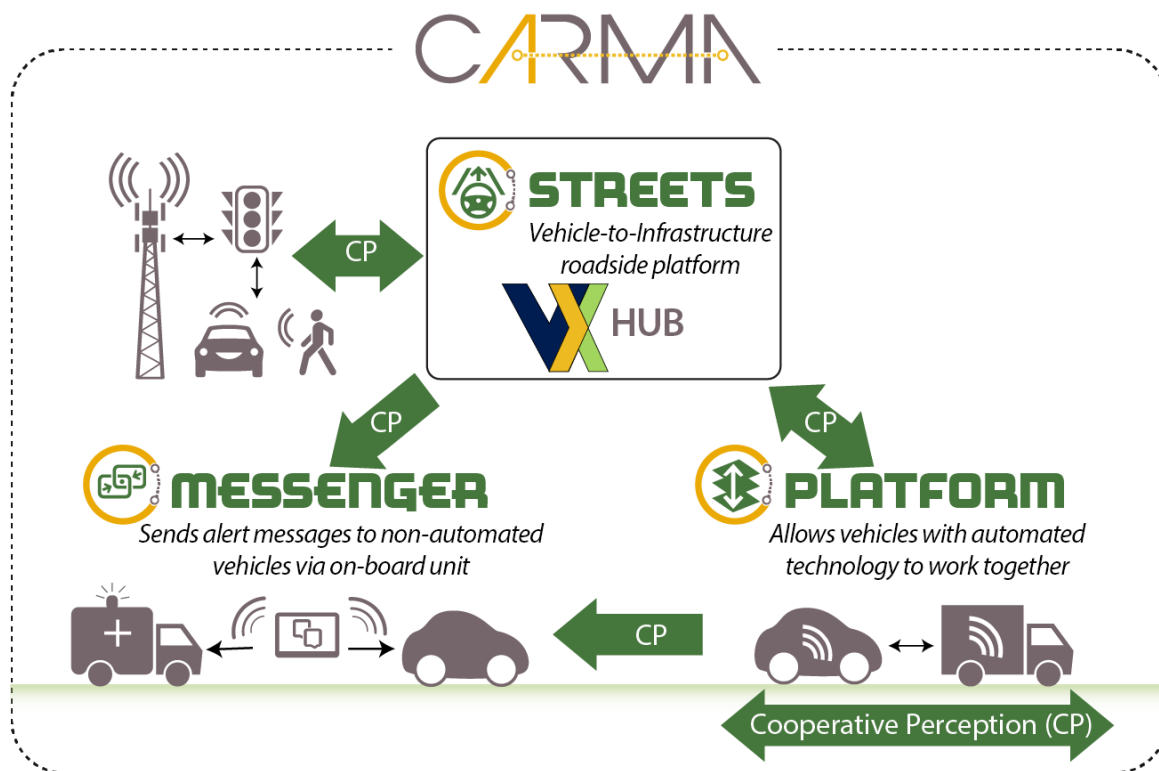 CARMA
STREETS
Vehicle-to-Infrastructure
roadside platform
CP
VX HUB
CP
CP
MESSENGER
Sends alert messages to non-automated
vehicles via on-board unit
PLATFORM
Allows vehicles with automated
technology to work together
CP
Cooperative Perception (CP)